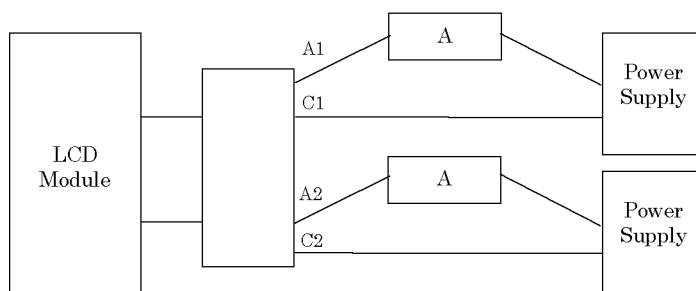 A1
A
C1
Power
Supply
LCD
Module
A2
A
C2
Power
Supply